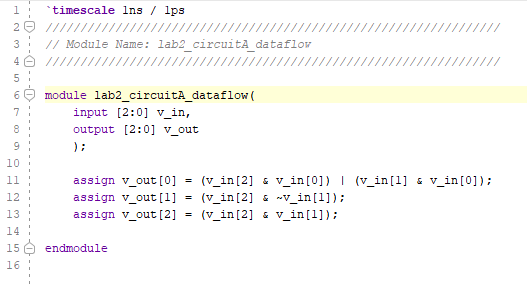 1 `timescale 1ns / 1ps
2 /////////////////////////////////////////////////////////////////
3 // Module Name: lab2_circuitA_dataflow
4 /////////////////////////////////////////////////////////////////
5
6 module lab2_circuitA_dataflow(
7 input [2:0] v_in,
8 output [2:0] v_out
9 );
10
11 assign v_out[0] = (v_in[2] & v_in[0]) | (v_in[1] & v_in[0]);
12 assign v_out[1] = (v_in[2] & ~v_in[1]);
13 assign v_out[2] = (v_in[2] & v_in[1]);
14
15 endmodule
16